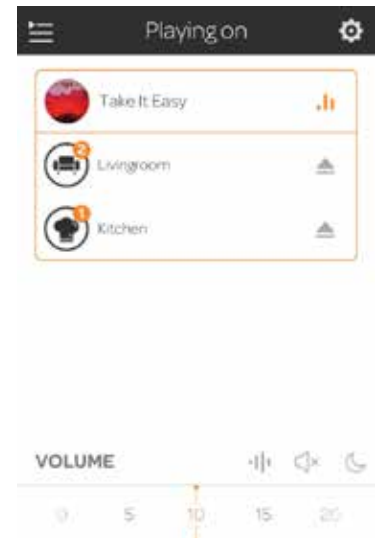 Playing on
Take It Easy
2
Livingroom
1
Kitchen
VOLUME
0 5 10 15 20